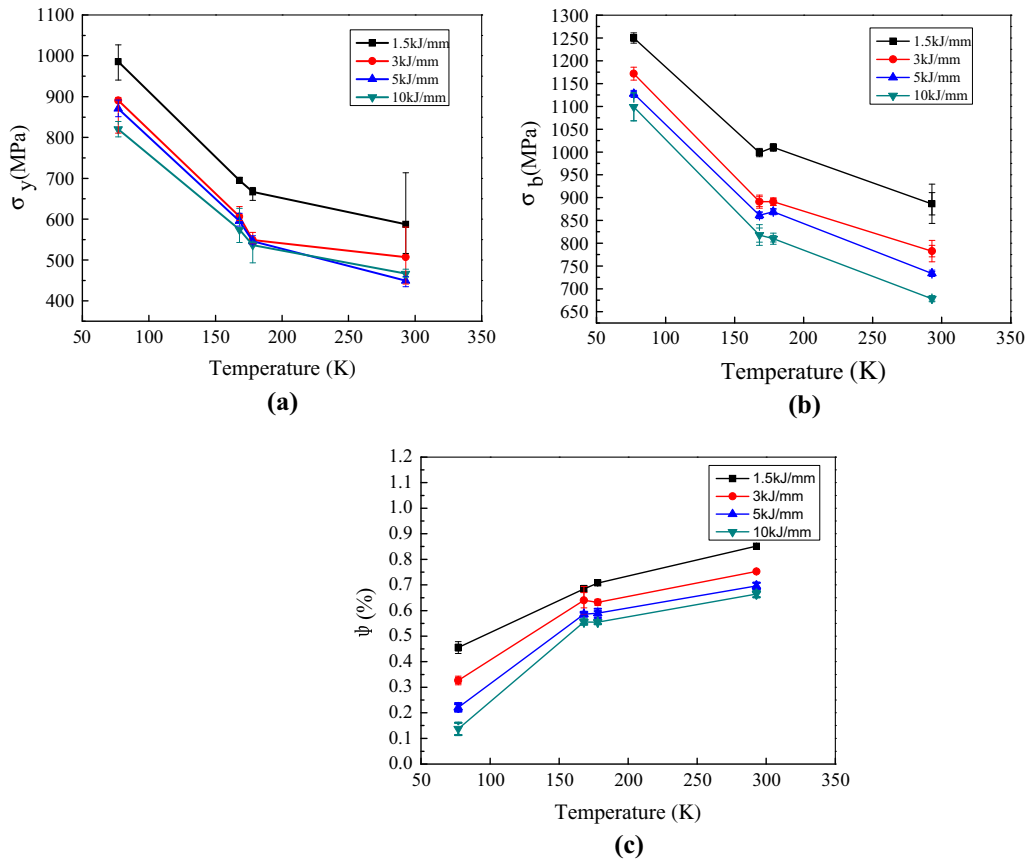 1100
1000
900
800
700
600
500
400
σ y(MPa)
1.5kJ/mm
3kJ/mm
5kJ/mm
10kJ/mm
50 100 150 200 250 300 350
Temperature (K)
(a)
1300
1250
1200
1150
1100
1050
1000
950
900
850
800
750
700
650
σ b(MPa)
1.5kJ/mm
3kJ/mm
5kJ/mm
10kJ/mm
50 100 150 200 250 300 350
Temperature (K)
(b)
1.2
1.1
1.0
0.9
0.8
0.7
0.6
0.5
0.4
0.3
0.2
0.1
0.0
ψ (%)
1.5kJ/mm
3kJ/mm
5kJ/mm
10kJ/mm
50 100 150 200 250 300 350
Temperature (K)
(c)